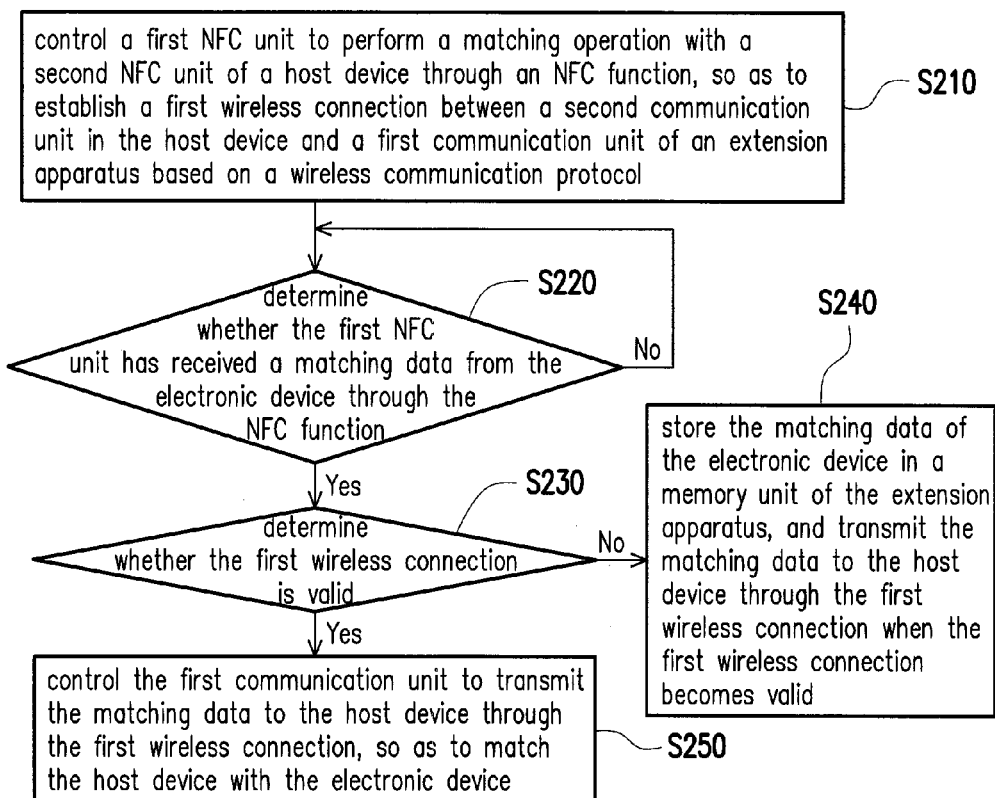 control a first NFC unit to perform a matching operation with a
second NFC unit of a host device through an NFC function, so as to
establish a first wireless connection between a second communication
unit in the host device and a first communication unit of an extension
apparatus based on a wireless communication protocol
S210
determine
whether the first NFC
unit has received a matching data from the
electronic device through the
NFC function
S220
No
Yes
determine
whether the first wireless connection
is valid
S230
No
Yes
S240
store the matching data of
the electronic device in a
memory unit of the extension
apparatus, and transmit the
matching data to the host
device through the first
wireless connection when the
first wireless connection
becomes valid
control the first communication unit to transmit
the matching data to the host device through
the first wireless connection, so as to match
the host device with the electronic device
S250